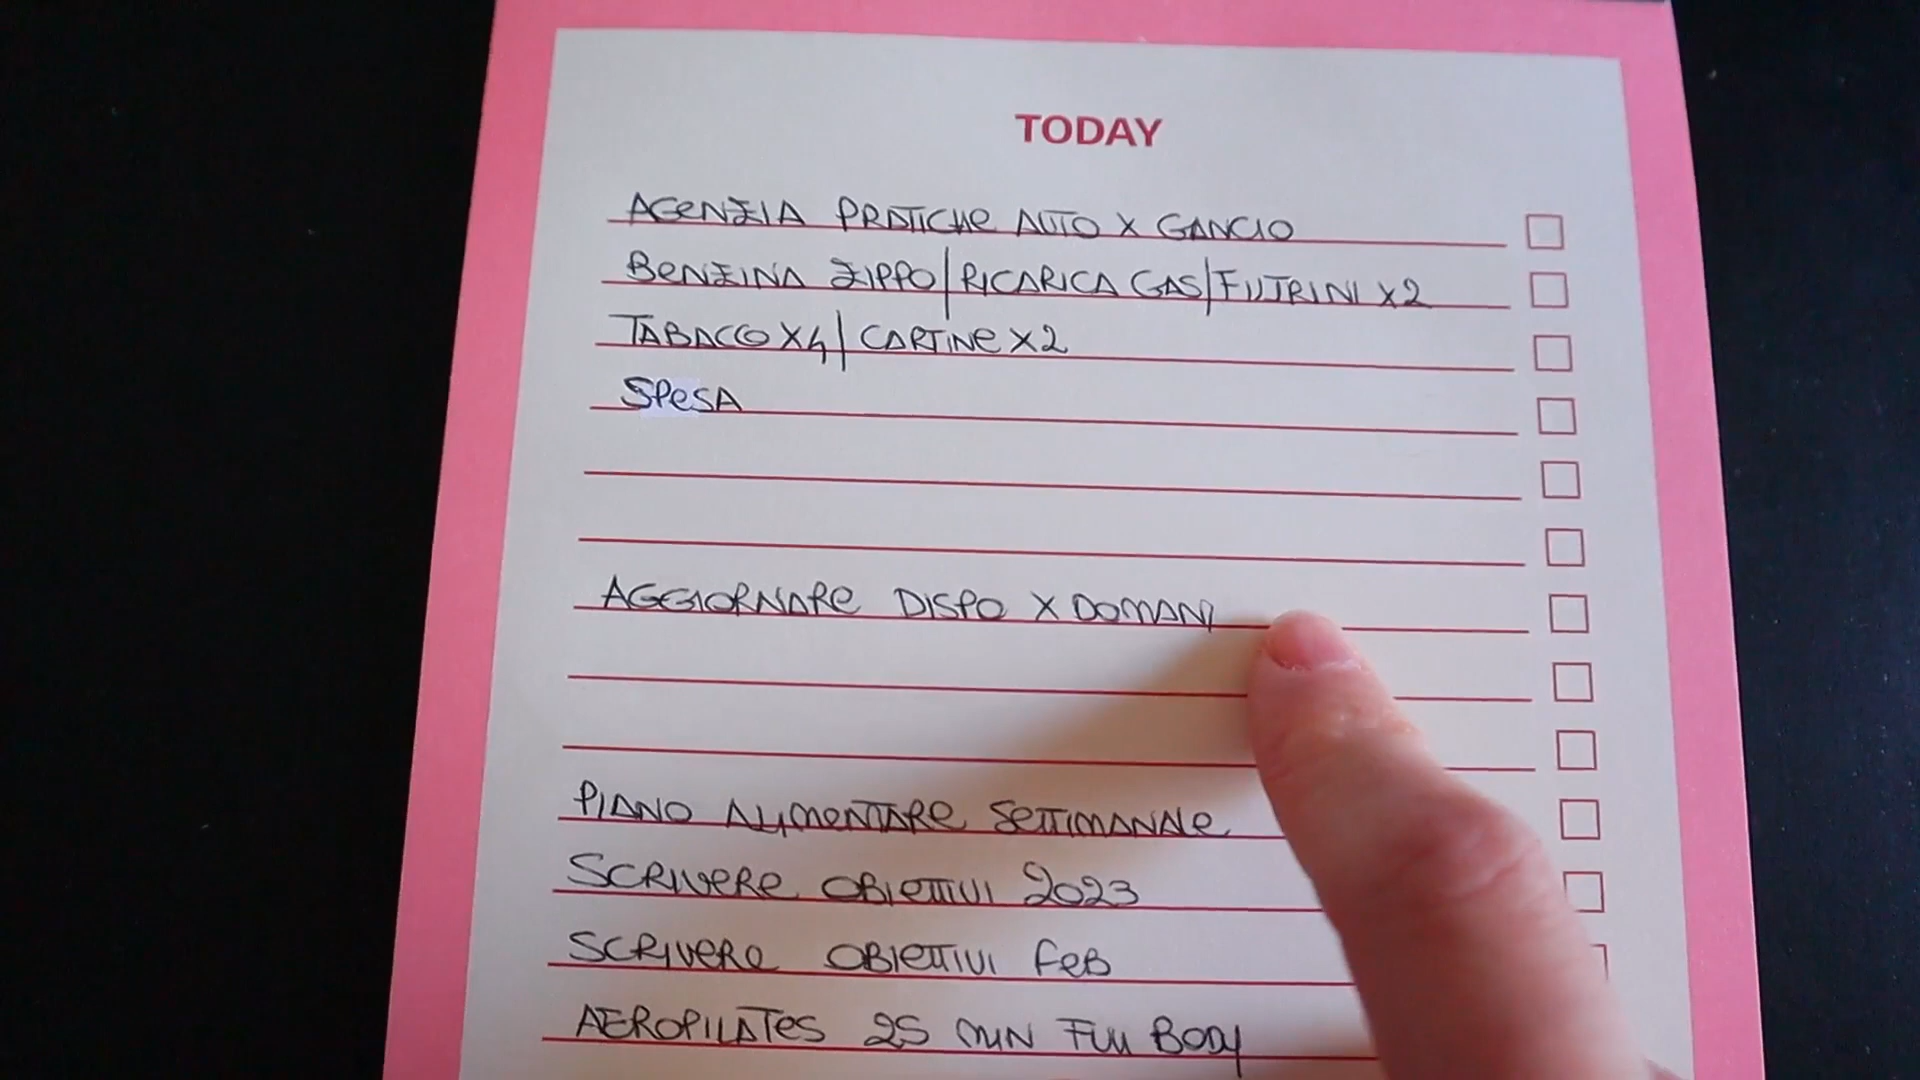 TODAY
AGENZIA PRATICHE AUTO X GANCIO
BENZINA ZIPPO | RICARICA GAS | FILTRINI X2
TABACCO X4 | CARTINE X2
SPESA
AGGIORNARE DISPO X DOMANI
PIANO ALIMENTARE SETTIMANALE
SCRIVERE OBIETTIVI 2023
SCRIVERE OBIETTIVI FEB
AEROPILATES 25 MIN FULL BODY